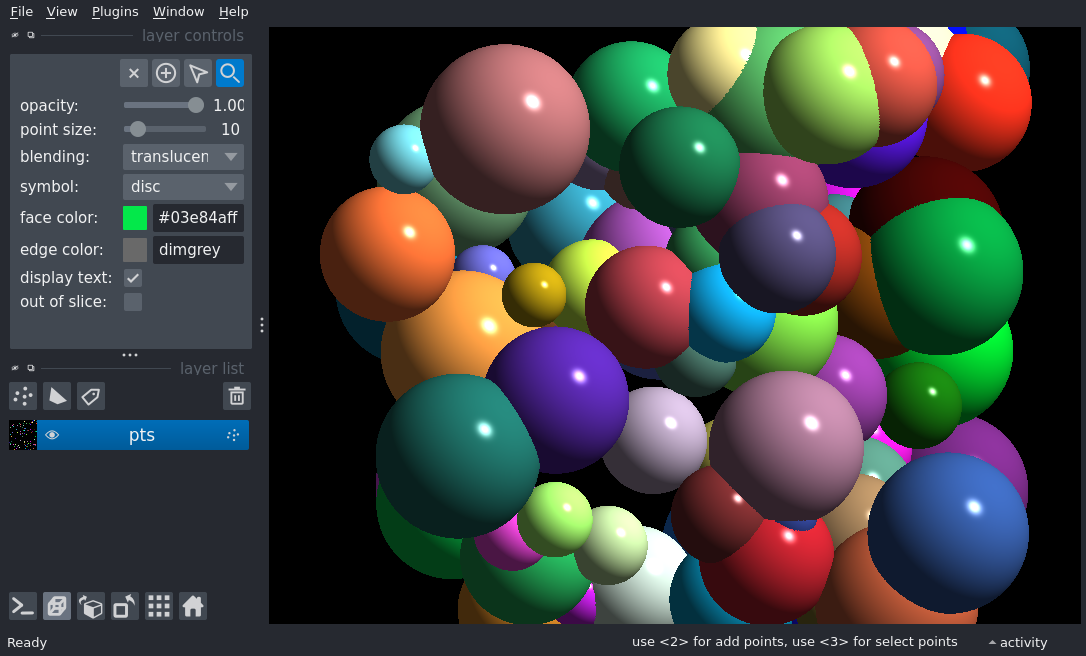 File View Plugins Window Help
layer controls
opacity: 1.00
point size: 10
blending: translucen
symbol: disc
face color: #03e84aff
edge color: dimgrey
display text:
out of slice:
layer list
pts
Ready use <2> for add points, use <3> for select points activity